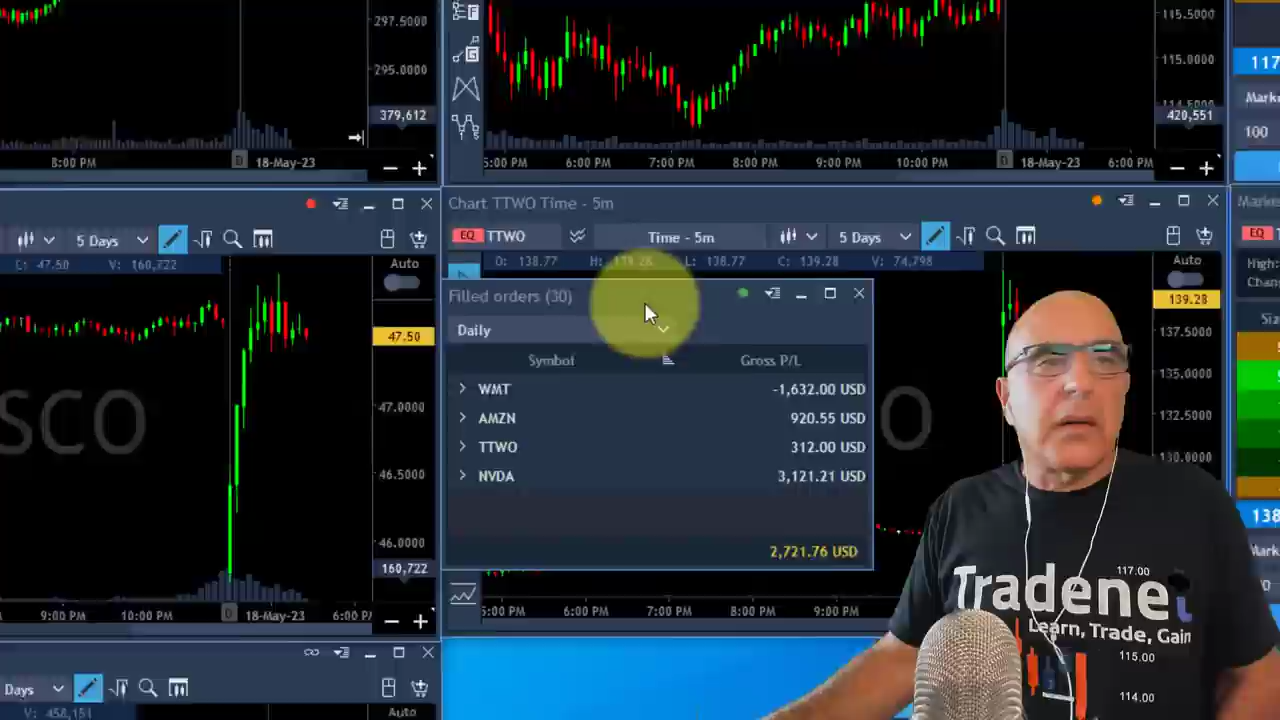 297.5000
295.0000
379,612
8:00 PM
D
18-May-23
115.5000
115.0000
420,551
5:00 PM
6:00 PM
7:00 PM
8:00 PM
9:00 PM
10:00 PM
D
18-May-23
6:00 PM
117
100
5 Days
C: 47.50 V: 160,722
Auto
47.50
47.0000
46.5000
46.0000
160,722
SCO
9:00 PM
10:00 PM
D
18-May-23
6:00 PM
Days
V: 458,151
Auto
Chart TTWO Time - 5m
EQ TTWO
Time - 5m
5 Days
O: 138.77 H: 139.28 L: 138.77 C: 139.28 V: 74,798
Auto
139.28
137.5000
135.0000
132.5000
130.0000
Filled orders (30)
Daily
Symbol Gross P/L
WMT -1,632.00 USD
AMZN 920.55 USD
TTWO 312.00 USD
NVDA 3,121.21 USD
2,721.76 USD
O
5:00 PM
6:00 PM
7:00 PM
8:00 PM
9:00 PM
EQ
High:
138
117.00
Tradene
Learn, Trade, Gain
115.00
114.00